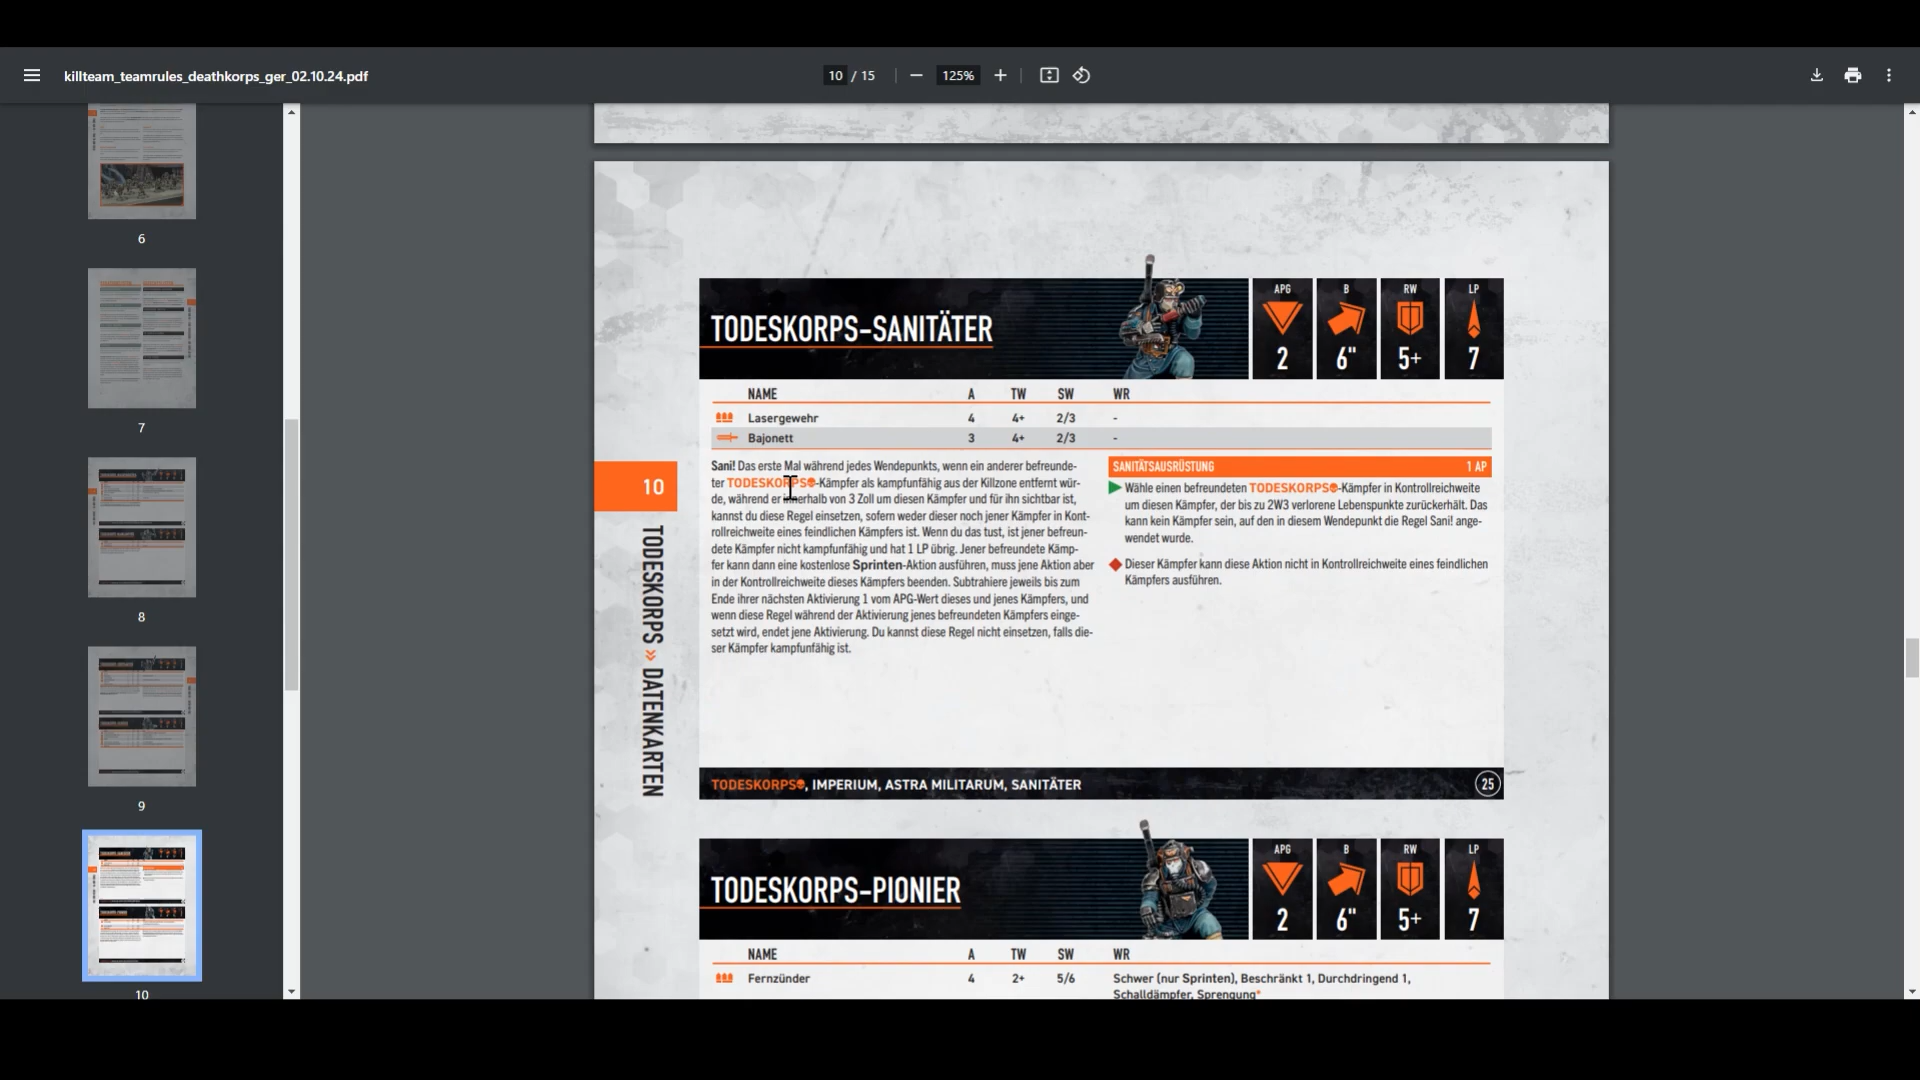 killteam_teamrules_deathkorps_ger_02.10.24.pdf
10 / 15
125%
6
7
8
9
10
TODESKORPS-SANITÄTER
APG B RW LP
2 6" 5+ 7
NAME A TW SW WR
Lasergewehr 4 4+ 2/3 -
Bajonett 3 4+ 2/3 -
Sani! Das erste Mal während jedes Wendepunkts, wenn ein anderer befreunde-
ter TODESKORPS-Kämpfer als kampfunfähig aus der Killzone entfernt wür-
de, während er innerhalb von 3 Zoll um diesen Kämpfer und für ihn sichtbar ist,
kannst du diese Regel einsetzen, sofern weder dieser noch jener Kämpfer in Kont-
rollreichweite eines feindlichen Kämpfers ist. Wenn du das tust, ist jener befreun-
dete Kämpfer nicht kampfunfähig und hat 1 LP übrig. Jener befreundete Kämp-
fer kann dann eine kostenlose Sprinten-Aktion ausführen, muss jene Aktion aber
in der Kontrollreichweite dieses Kämpfers beenden. Subtrahiere jeweils bis zum
Ende ihrer nächsten Aktivierung 1 vom APG-Wert dieses und jenes Kämpfers, und
wenn diese Regel während der Aktivierung jenes befreundeten Kämpfers einge-
setzt wird, endet jene Aktivierung. Du kannst diese Regel nicht einsetzen, falls die-
ser Kämpfer kampfunfähig ist.
SANITÄTSAUSRÜSTUNG 1 AP
Wähle einen befreundeten TODESKORPS-Kämpfer in Kontrollreichweite
um diesen Kämpfer, der bis zu 2W3 verlorene Lebenspunkte zurückerhält. Das
kann kein Kämpfer sein, auf den in diesem Wendepunkt die Regel Sani! ange-
wendet wurde.
Dieser Kämpfer kann diese Aktion nicht in Kontrollreichweite eines feindlichen
Kämpfers ausführen.
TODESKORPS, IMPERIUM, ASTRA MILITARUM, SANITÄTER
25
10
TODESKORPS » DATENKARTEN
TODESKORPS-PIONIER
APG B RW LP
2 6" 5+ 7
NAME A TW SW WR
Fernzünder 4 2+ 5/6 Schwer (nur Sprinten), Beschränkt 1, Durchdringend 1,
Schalldämpfer, Sprengung*